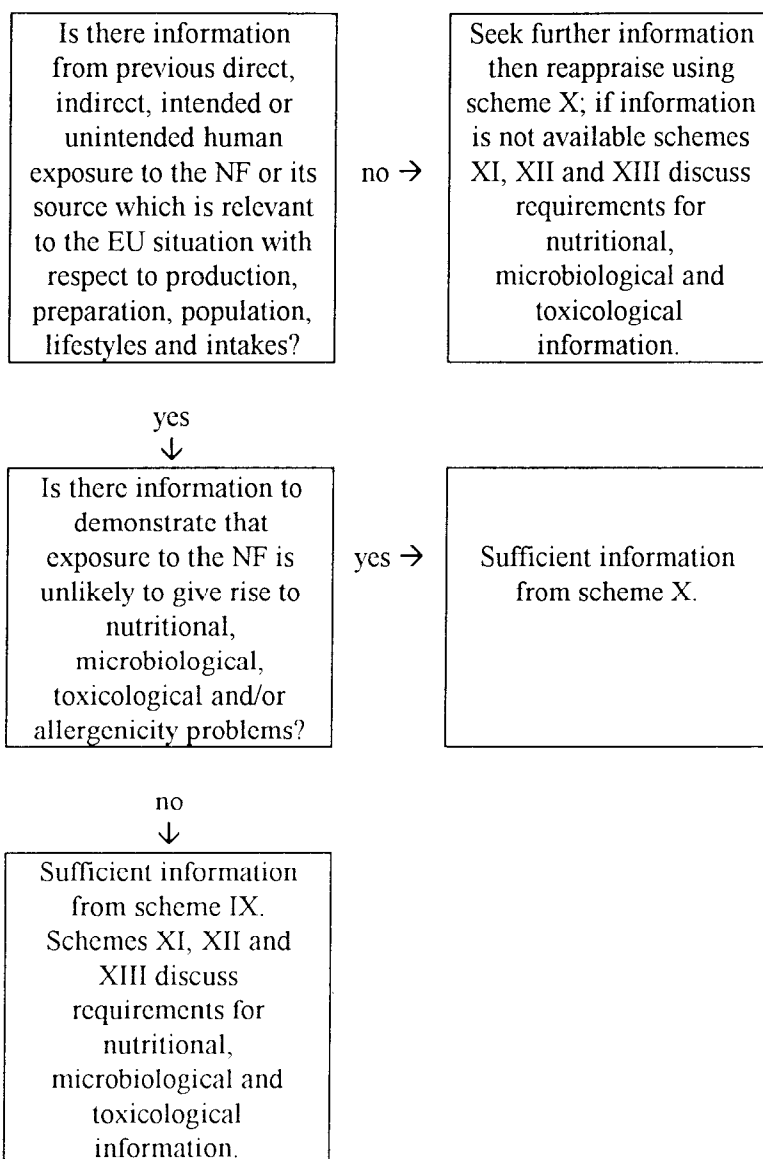 Is there information
from previous direct,
indirect, intended or
unintended human
exposure to the NF or its
source which is relevant
to the EU situation with
respect to production,
preparation, population,
lifestyles and intakes?
no →
Seek further information
then reappraise using
scheme X; if information
is not available schemes
XI, XII and XIII discuss
requirements for
nutritional,
microbiological and
toxicological
information.
yes
↓
Is there information to
demonstrate that
exposure to the NF is
unlikely to give rise to
nutritional,
microbiological,
toxicological and/or
allergenicity problems?
yes →
Sufficient information
from scheme X.
no
↓
Sufficient information
from scheme IX.
Schemes XI, XII and
XIII discuss
requirements for
nutritional,
microbiological and
toxicological
information.